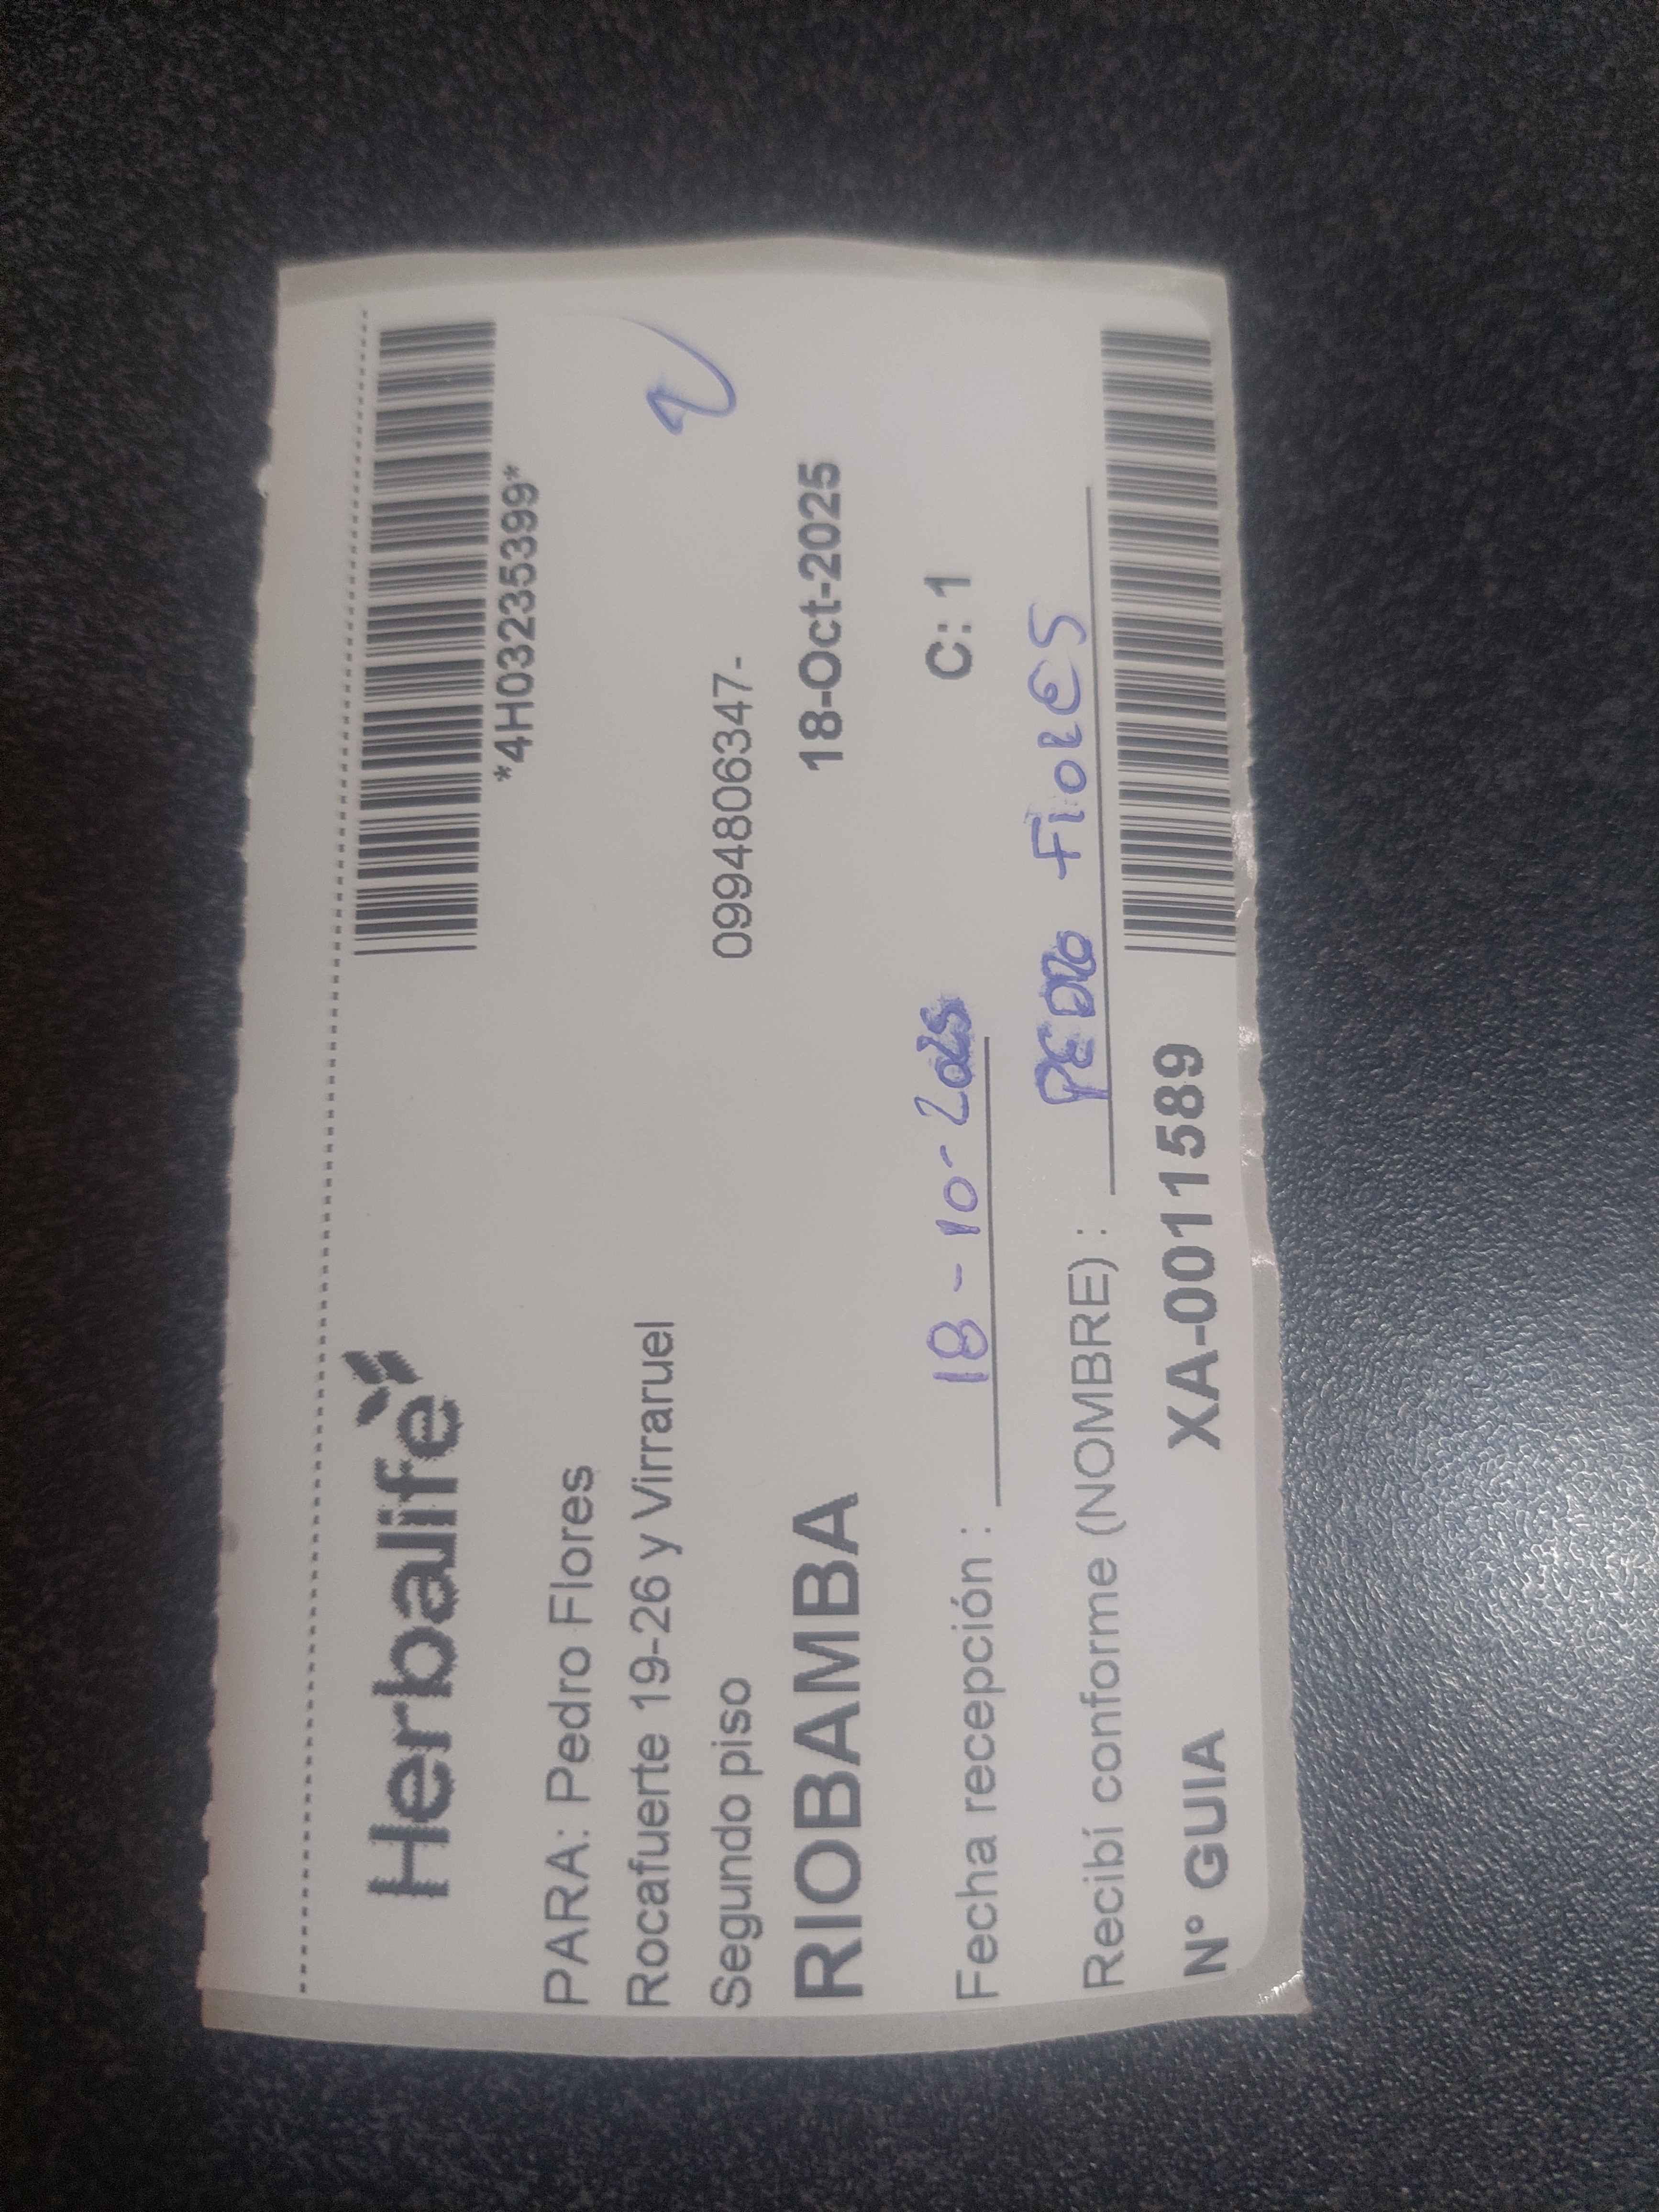 Herbalife
*4H03235399*
PARA: Pedro Flores
Rocafuerte 19-26 y Virraruel
Segundo piso 0994806347-
RIOBAMBA 18-Oct-2025
Fecha recepción : 18-10-2025 C: 1
Recibí conforme (NOMBRE) : PEDRO FloRES
N° GUIA XA-0011589